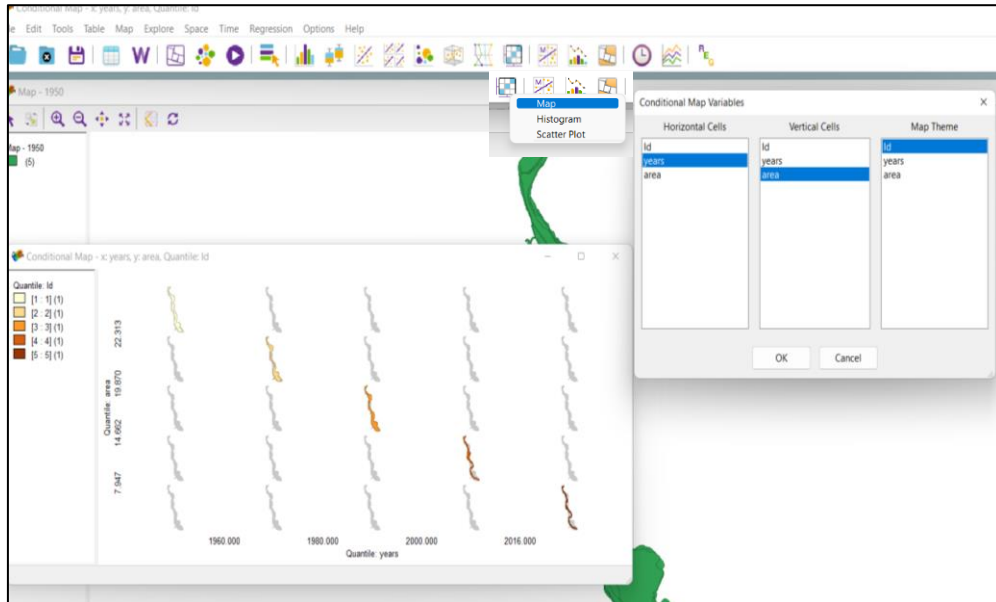 Conditional Map - x: years, y: area, Quantile: Id
Edit Tools Table Map Explore Space Time Regression Options Help
Map - 1950
Map
Histogram
Scatter Plot
Map - 1950
(5)
Conditional Map Variables
Horizontal Cells Vertical Cells Map Theme
Id Id Id
years years years
area area area
OK Cancel
Conditional Map - x: years, y: area, Quantile: Id
Quantile: Id
[1 : 1] (1)
[2 : 2] (1)
[3 : 3] (1)
[4 : 4] (1)
[5 : 5] (1)
Quantile: area
7.947 14.662 19.870 22.313
1960.000 1980.000 2000.000 2016.000
Quantile: years